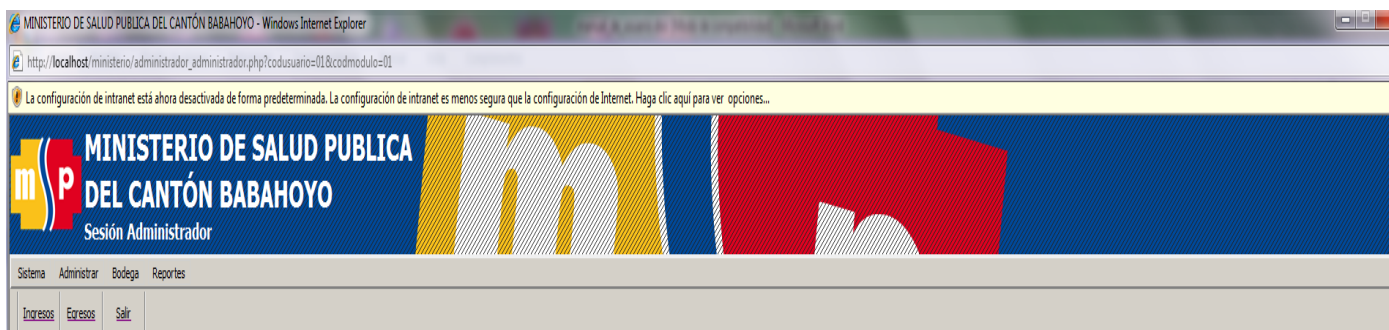 MINISTERIO DE SALUD PUBLICA DEL CANTÓN BABAHOYO - Windows Internet Explorer
http://localhost/ministerio/administrador_administrador.php?codusuario=01&codmodulo=01
La configuración de intranet está ahora desactivada de forma predeterminada. La configuración de intranet es menos segura que la configuración de Internet. Haga clic aquí para ver opciones...
msp
MINISTERIO DE SALUD PUBLICA
DEL CANTÓN BABAHOYO
Sesión Administrador
Sistema Administrar Bodega Reportes
Ingresos Egresos Salir